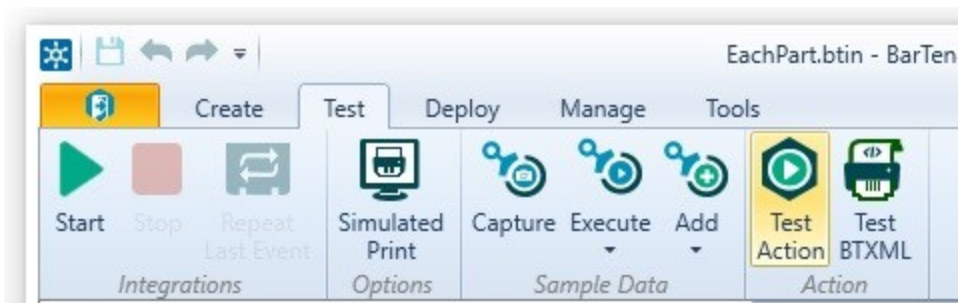 EachPart.btin - BarTen
Create Test Deploy Manage Tools
Start Stop Repeat Last Event Simulated Print Capture Execute Add Test Action Test BTXML
Integrations Options Sample Data Action